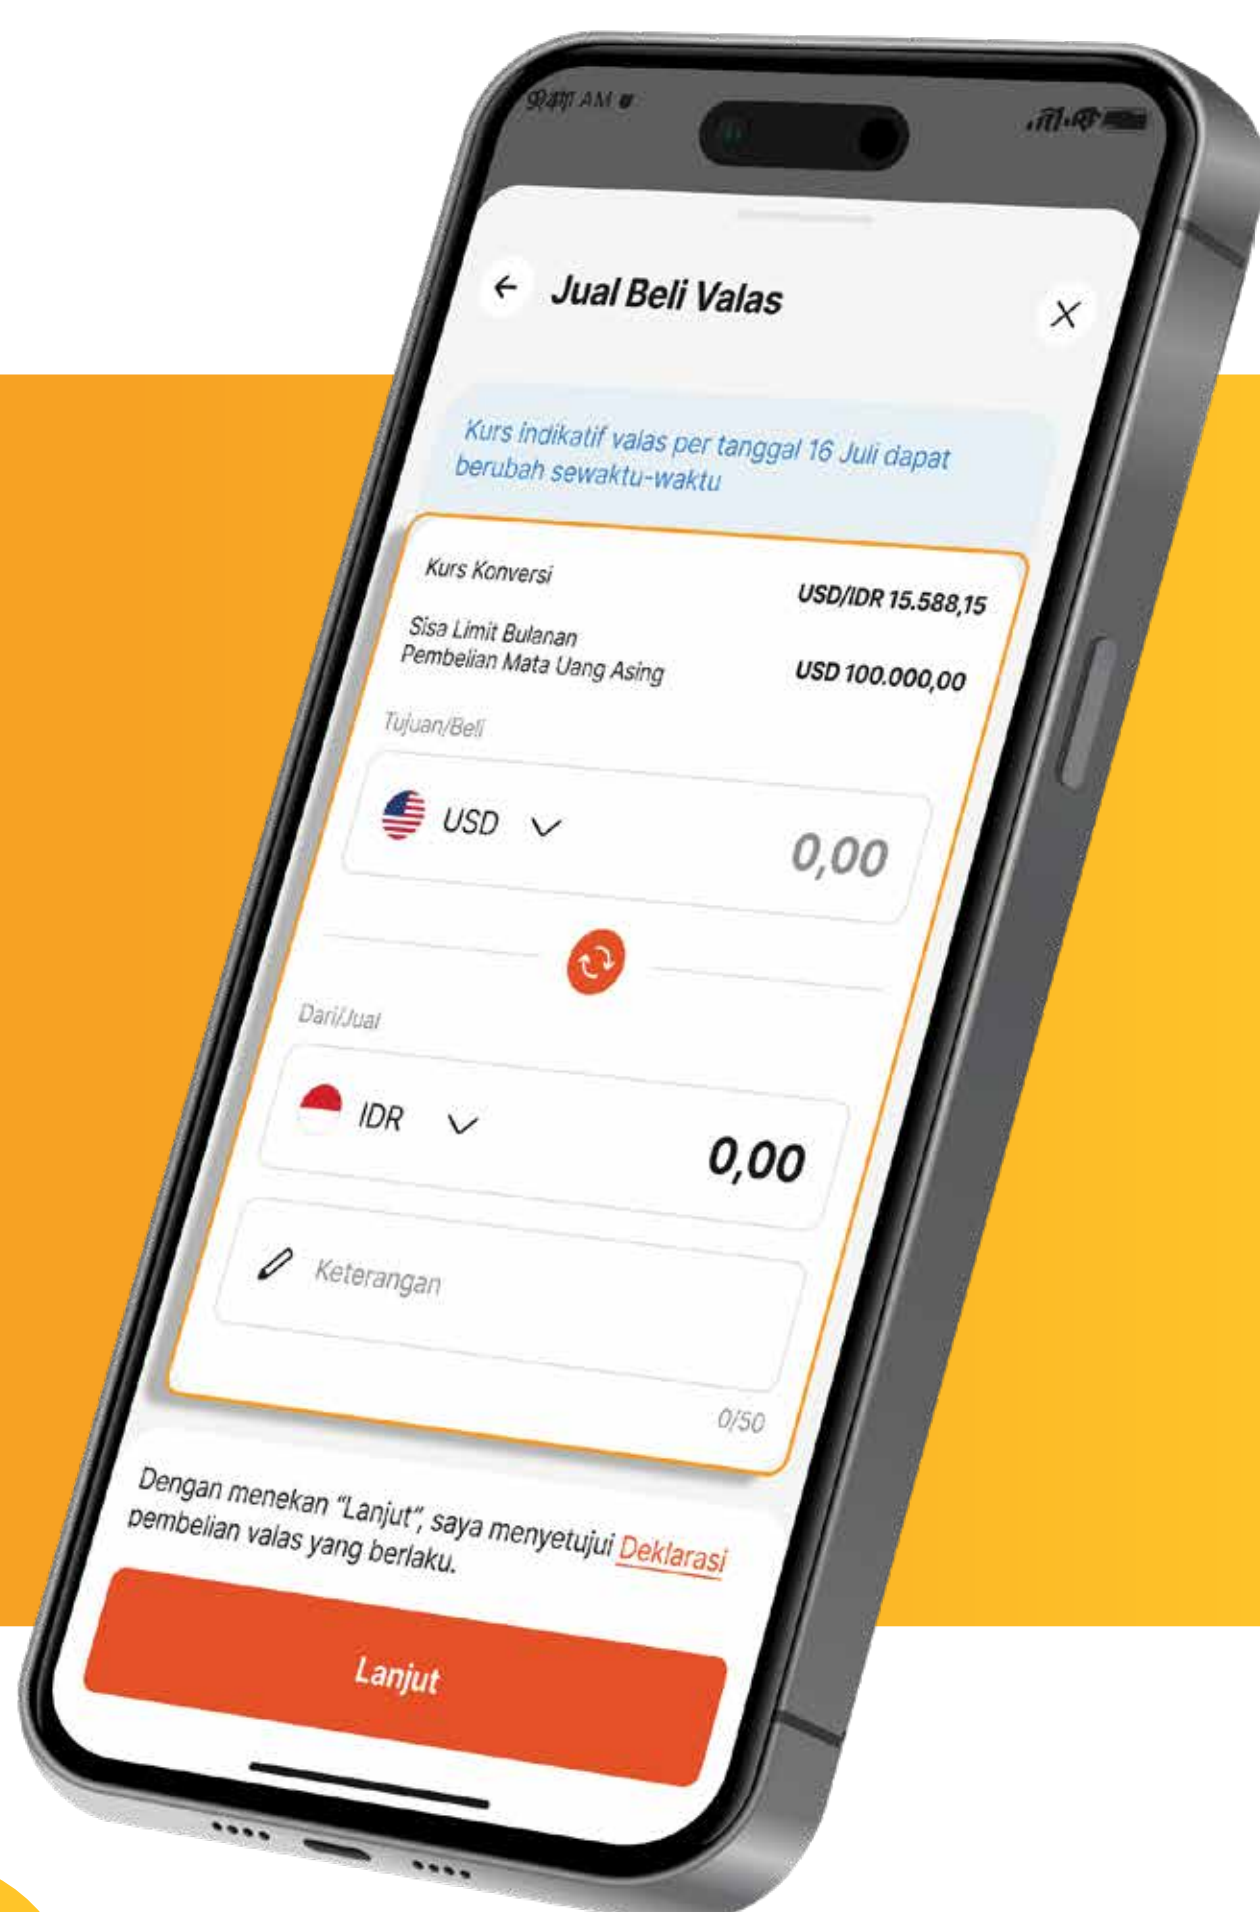 AM
Jual Beli Valas
Kurs indikatif valas per tanggal 16 Juli dapat
berubah sewaktu-waktu
Kurs Konversi
USD/IDR 15.588,15
Sisa Limit Bulanan
Pembelian Mata Uang Asing
USD 100.000,00
Tujuan/Beli
USD
0,00
Dari/Jual
IDR
0,00
Keterangan
0/50
Dengan menekan “Lanjut”, saya menyetujui Deklarasi
pembelian valas yang berlaku.
Lanjut